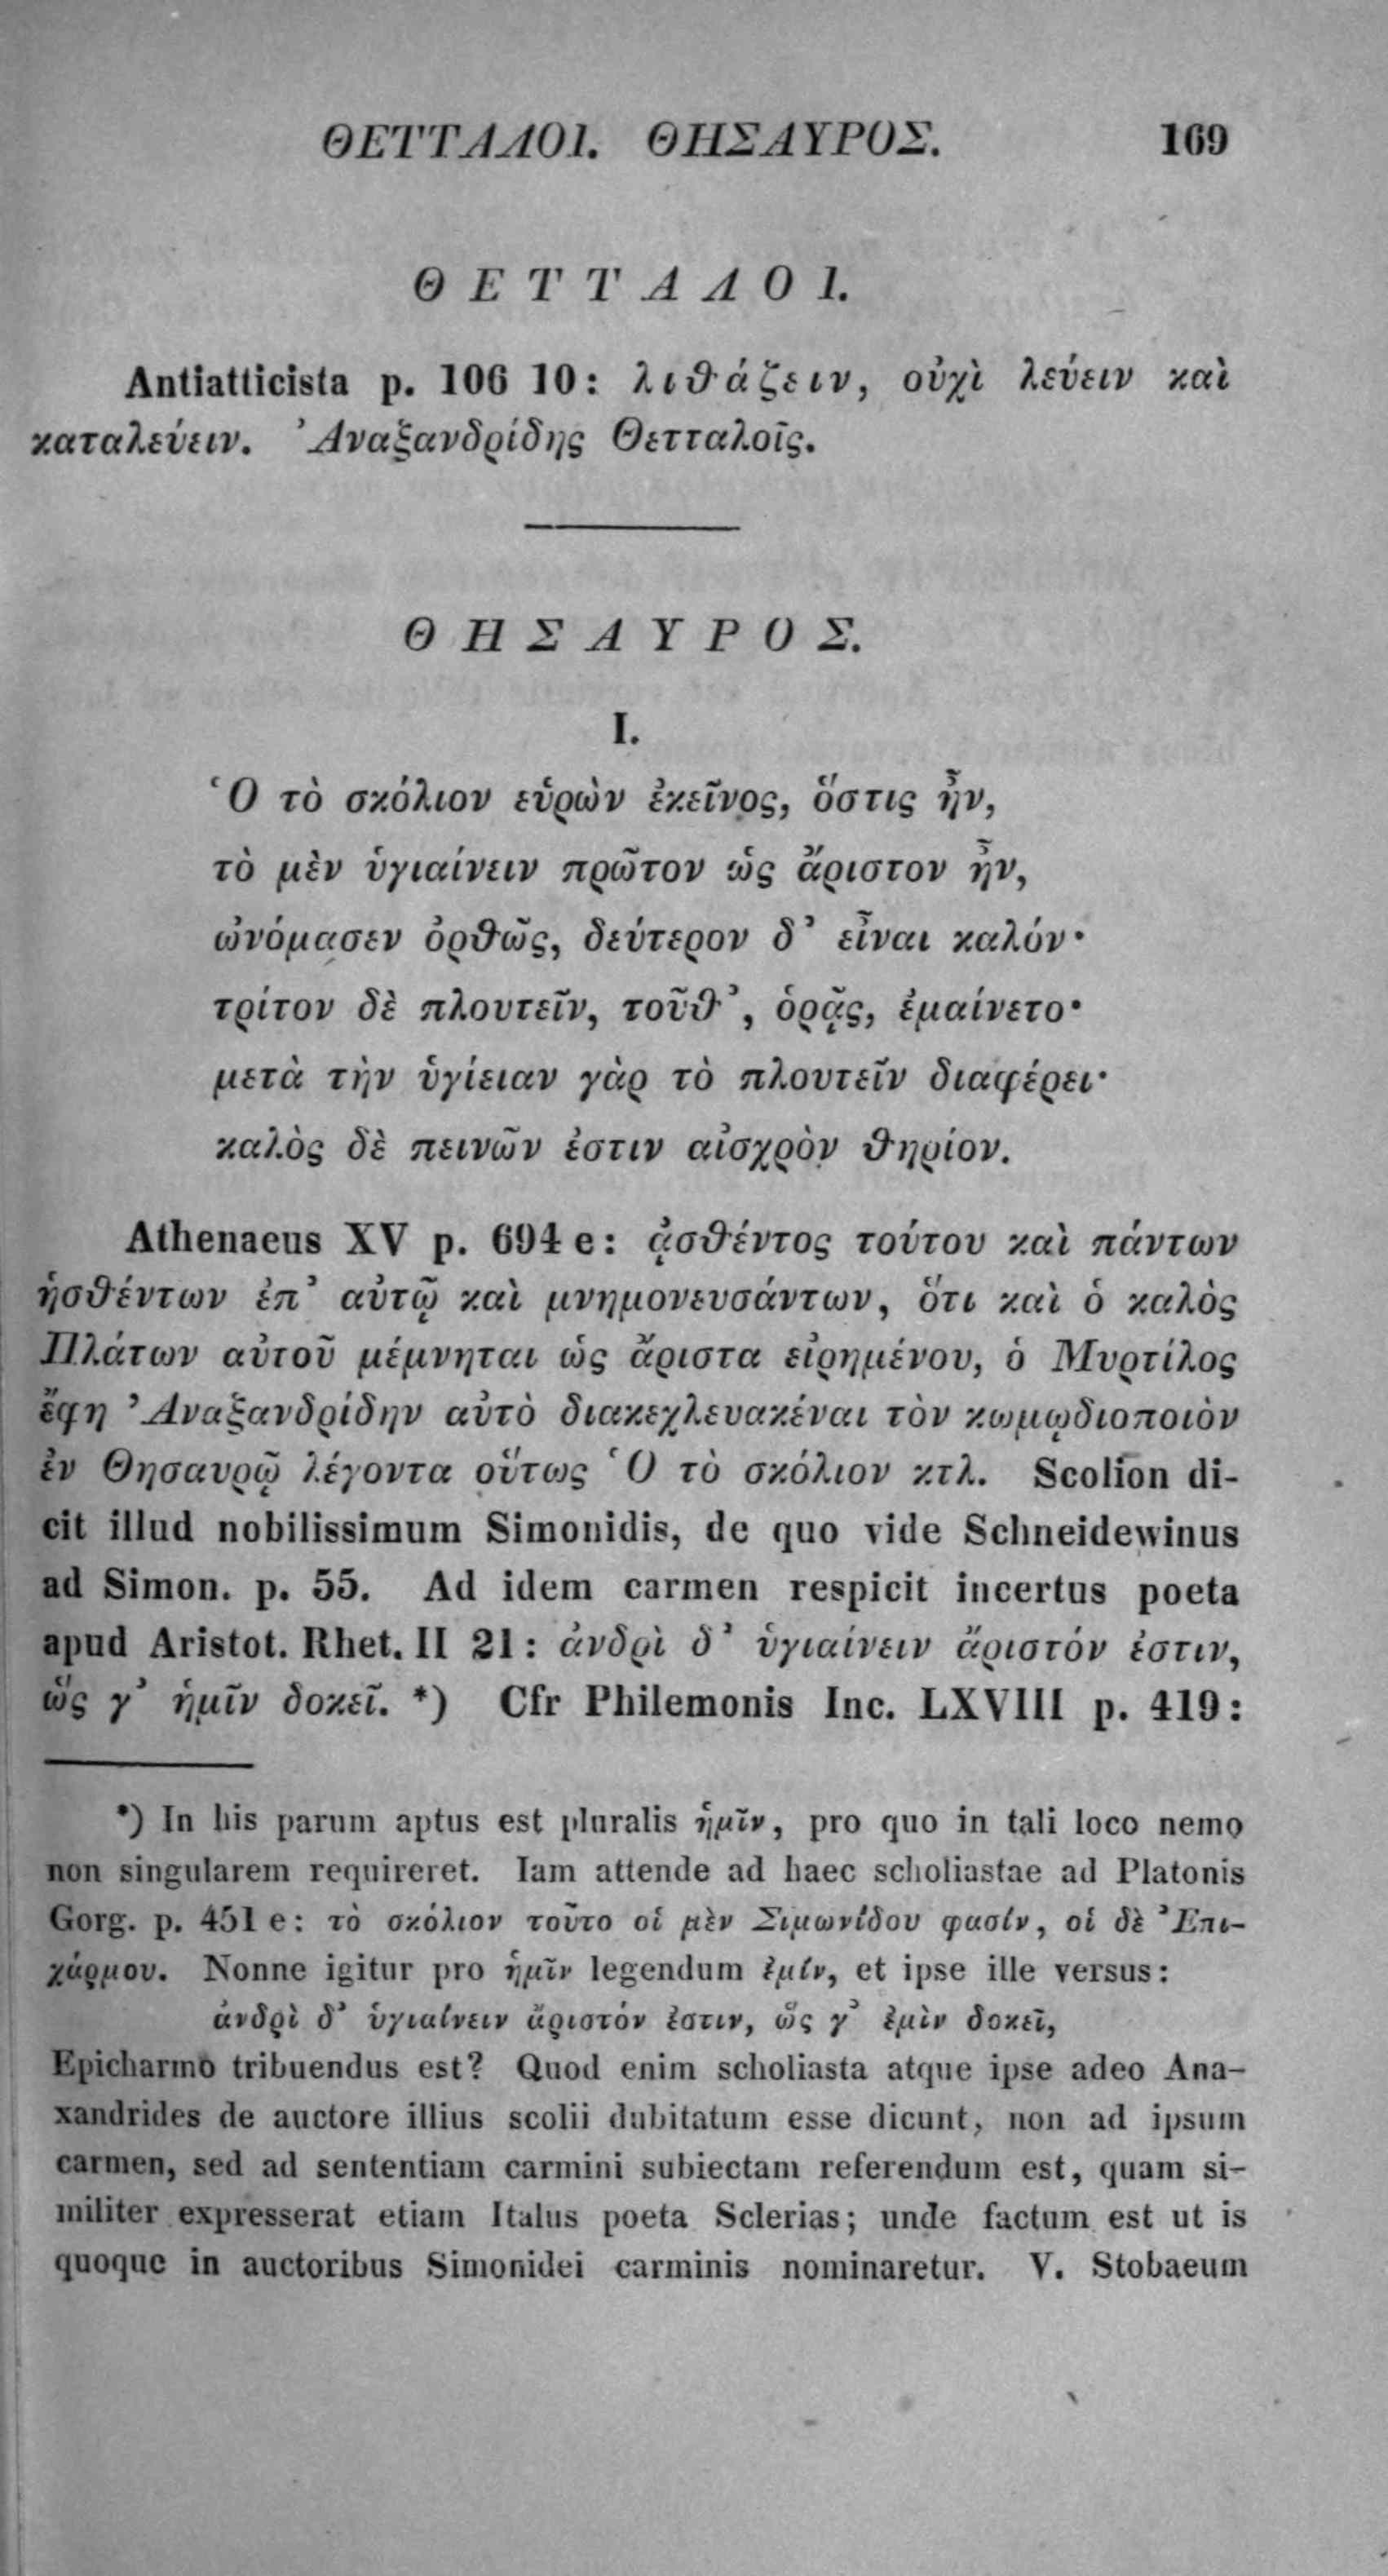 ΘΕΤΤΑΛΟΙ. ΘΗΣΑΥΡΟΣ. 169
ΘΕΤΤΑΛΟΙ.
Antiatticista p. 106 10: λιθάζειν, οὐχὶ λεύειν καὶ
καταλεύειν. Ἀναξανδρίδης Θετταλοῖς.
ΘΗΣΑΥΡΟΣ.
I.
Ὁ τὸ σκόλιον εὑρὼν ἐκεῖνος, ὅστις ἦν,
τὸ μὲν ὑγιαίνειν πρῶτον ὡς ἄριστον ἦν,
ὠνόμασεν ὀρθῶς, δεύτερον δ’ εἶναι καλόν·
τρίτον δὲ πλουτεῖν, τοῦθ’, ὁρᾷς, ἐμαίνετο·
μετὰ τὴν ὑγίειαν γὰρ τὸ πλουτεῖν διαφέρει·
καλὸς δὲ πεινῶν ἐστιν αἰσχρὸν θηρίον.
Athenaeus XV p. 694 e: ᾀσθέντος τούτου καὶ πάντων
ἡσθέντων ἐπ’ αὐτῷ καὶ μνημονευσάντων, ὅτι καὶ ὁ καλὸς
Πλάτων αὐτοῦ μέμνηται ὡς ἄριστα εἰρημένου, ὁ Μυρτίλος
ἔφη Ἀναξανδρίδην αὐτὸ διακεχλευακέναι τὸν κωμῳδιοποιὸν
ἐν Θησαυρῷ λέγοντα οὕτως Ὁ τὸ σκόλιον κτλ. Scolion di-
cit illud nobilissimum Simonidis, de quo vide Schneidewinus
ad Simon. p. 55. Ad idem carmen respicit incertus poeta
apud Aristot. Rhet. II 21: ἀνδρὶ δ’ ὑγιαίνειν ἄριστόν ἐστιν,
ὥς γ’ ἡμῖν δοκεῖ. *) Cfr Philemonis Inc. LXVIII p. 419:
*) In his parum aptus est pluralis ἡμῖν, pro quo in tali loco nemo
non singularem requireret. Iam attende ad haec scholiastae ad Platonis
Gorg. p. 451 e: τὸ σκόλιον τοῦτο οἱ μὲν Σιμωνίδου φασίν, οἱ δὲ Ἐπι-
χάρμου. Nonne igitur pro ἡμῖν legendum ἐμίν, et ipse ille versus:
ἀνδρὶ δ’ ὑγιαίνειν ἄριστόν ἐστιν, ὥς γ’ ἐμὶν δοκεῖ,
Epicharmo tribuendus est? Quod enim scholiasta atque ipse adeo Ana-
xandrides de auctore illius scolii dubitatum esse dicunt, non ad ipsum
carmen, sed ad sententiam carmini subiectam referendum est, quam si-
militer expresserat etiam Italus poeta Sclerias; unde factum est ut is
quoque in auctoribus Simonidei carminis nominaretur. V. Stobaeum